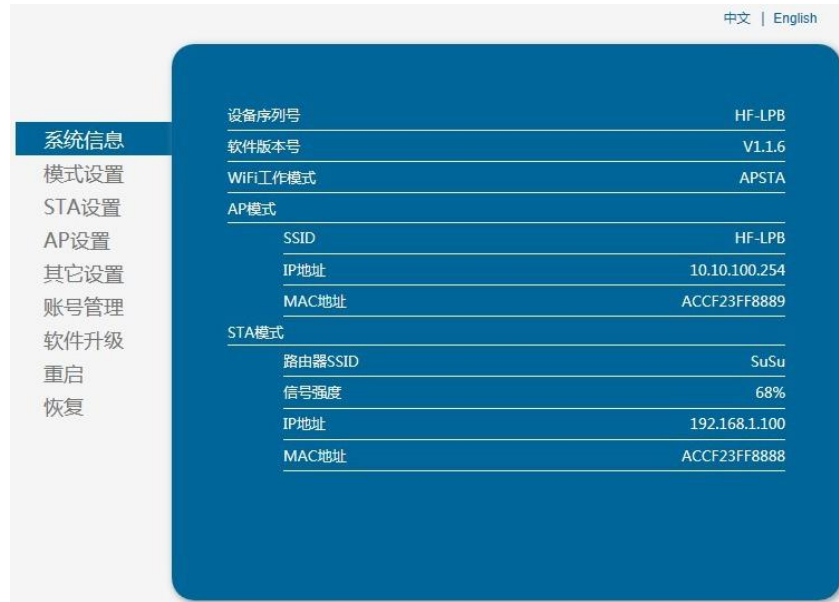 中文 | English
系统信息
模式设置
STA设置
AP设置
其它设置
账号管理
软件升级
重启
恢复
设备序列号 HF-LPB
软件版本号 V1.1.6
WiFi工作模式 APSTA
AP模式
SSID HF-LPB
IP地址 10.10.100.254
MAC地址 ACCF23FF8889
STA模式
路由器SSID SuSu
信号强度 68%
IP地址 192.168.1.100
MAC地址 ACCF23FF8888